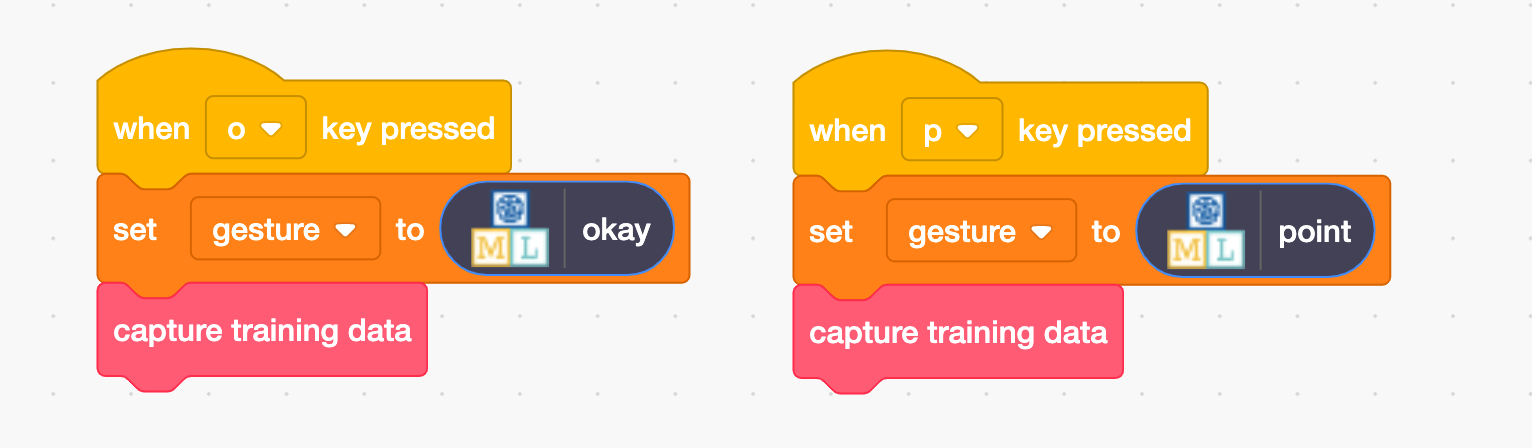 when o key pressed
set gesture to ML okay
capture training data
when p key pressed
set gesture to ML point
capture training data